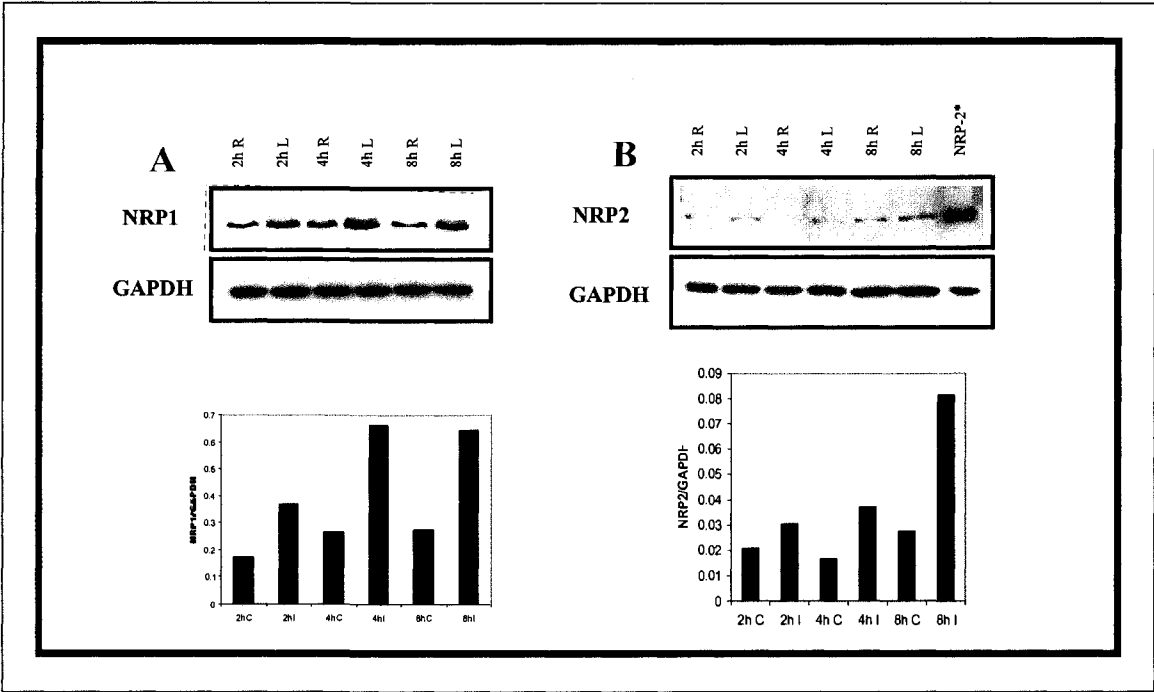 A
2h R
2h L
4h R
4h L
8h R
8h L
NRP1
GAPDH
0.7
0.6
0.5
0.4
0.3
0.2
0.1
0
NRP1/GAPDH
2hC
2hI
4hC
4hI
8hC
8hI
B
2h R
2h L
4h R
4h L
8h R
8h L
NRP-2*
NRP2
GAPDH
0.09
0.08
0.07
0.06
0.05
0.04
0.03
0.02
0.01
0
NRP2/GAPDH
2h C
2h I
4h C
4h I
8h C
8h I